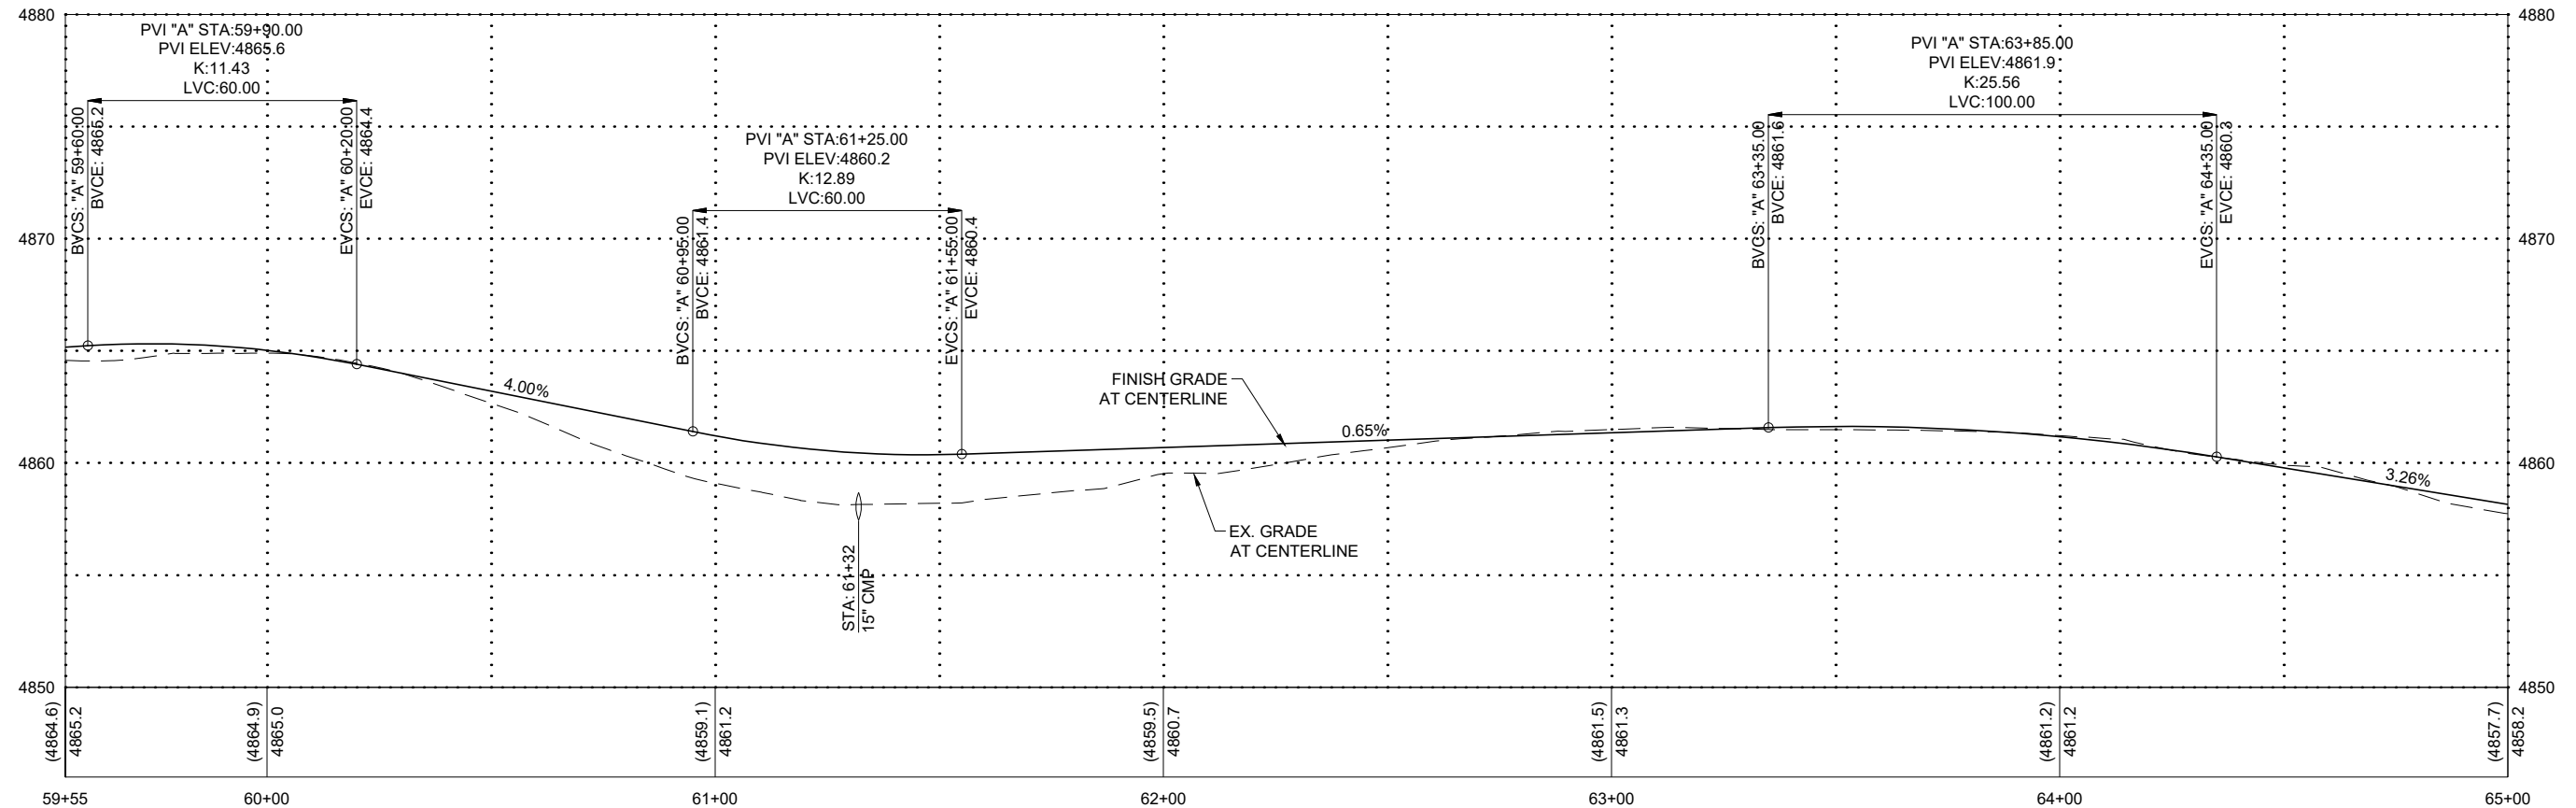 4880
4880
PVI "A" STA:59+90.00
PVI ELEV:4865.6
K:11.43
LVC:60.00
BVCS: "A" 59+60.00
BVCE: 4865.2
EVCS: "A" 60+20.00
EVCE: 4864.4
PVI "A" STA:61+25.00
PVI ELEV:4860.2
K:12.89
LVC:60.00
BVCS: "A" 60+95.00
BVCE: 4861.4
EVCS: "A" 61+55.00
EVCE: 4860.4
PVI "A" STA:63+85.00
PVI ELEV:4861.9
K:25.56
LVC:100.00
BVCS: "A" 63+35.00
BVCE: 4861.6
EVCS: "A" 64+35.00
EVCE: 4860.3
4870
4870
4.00%
FINISH GRADE
AT CENTERLINE
0.65%
3.26%
4860
4860
EX. GRADE
AT CENTERLINE
STA: 61+32
15" CMP
4850
4850
(4864.6)
4865.2
(4864.9)
4865.0
(4859.1)
4861.2
(4859.5)
4860.7
(4861.5)
4861.3
(4861.2)
4861.2
(4857.7)
4858.2
59+55
60+00
61+00
62+00
63+00
64+00
65+00